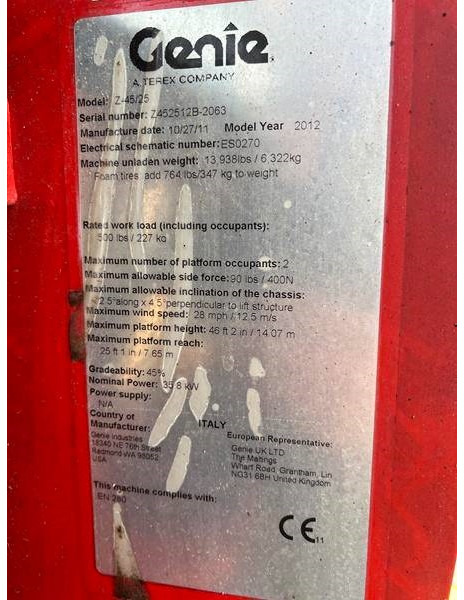 Genie
A TEREX COMPANY
Model: Z-45/25
Serial number: Z452512B-2063
Manufacture date: 10/27/11 Model Year 2012
Electrical schematic number: ES0270
Machine unladen weight: 13,938lbs / 6,322kg
Foam tires add 764 lbs/347 kg to weight
Rated work load (including occupants):
500 lbs / 227 kg
Maximum number of platform occupants: 2
Maximum allowable side force: 90 lbs / 400N
Maximum allowable inclination of the chassis:
2.5°along x 4.5°perpendicular to lift structure
Maximum wind speed: 28 mph / 12.5 m/s
Maximum platform height: 46 ft 2 in / 14.07 m
Maximum platform reach:
25 ft 1 in / 7.65 m
Gradeability: 45%
Nominal Power: 35.8 kW
Power supply:
N/A
Country of
Manufacturer: ITALY
Genie Industries
18340 NE 76th Street
Redmond WA 98052
USA
European Representative:
Genie UK LTD
The Maltings
Wharf Road, Grantham, Lin
NG31 6BH United Kingdom
This machine complies with:
EN 280
CE 11